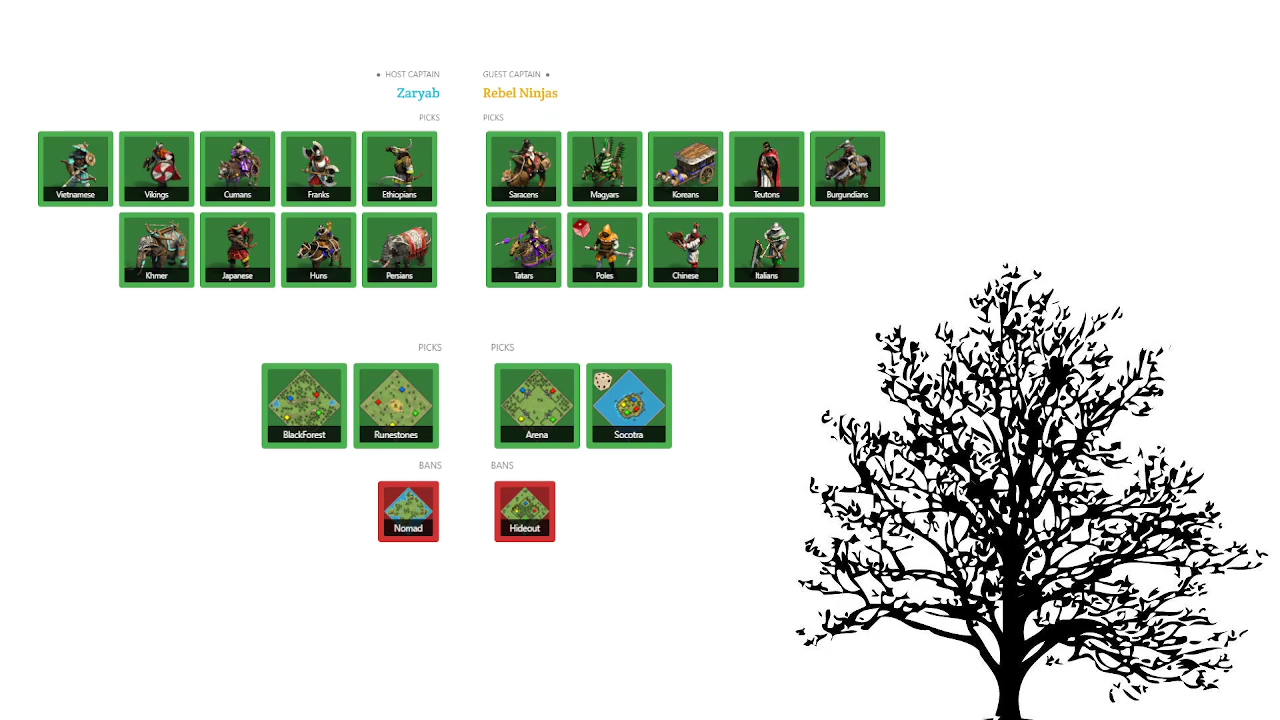 HOST CAPTAIN GUEST CAPTAIN
Zaryab Rebel Ninjas
PICKS PICKS
Vietnamese Vikings Cumans Franks Ethiopians Saracens Magyars Koreans Teutons Burgundians
Khmer Japanese Huns Persians Tatars Poles Chinese Italians
PICKS PICKS
BlackForest Runestones Arena Socotra
BANS BANS
Nomad Hideout